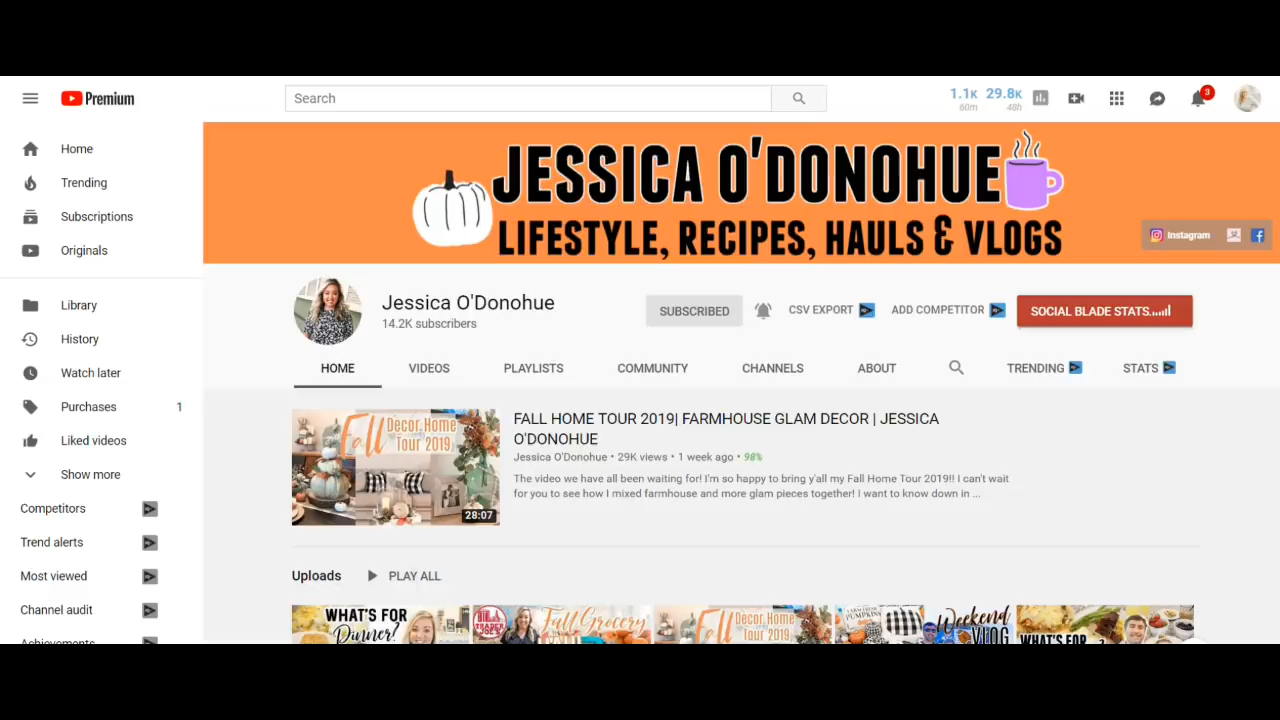 Premium
Search
1.1K 29.8K
60m 48h
3
Home
Trending
Subscriptions
Originals
Library
History
Watch later
Purchases 1
Liked videos
Show more
Competitors
Trend alerts
Most viewed
Channel audit
Achievements
JESSICA O'DONOHUE
LIFESTYLE, RECIPES, HAULS & VLOGS
Instagram
Jessica O'Donohue
14.2K subscribers
SUBSCRIBED
CSV EXPORT
ADD COMPETITOR
SOCIAL BLADE STATS
HOME VIDEOS PLAYLISTS COMMUNITY CHANNELS ABOUT TRENDING STATS
Fall Decor Home
Tour 2019
28:07
FALL HOME TOUR 2019| FARMHOUSE GLAM DECOR | JESSICA
O'DONOHUE
Jessica O'Donohue • 29K views • 1 week ago • 98%
The video we have all been waiting for! I'm so happy to bring y'all my Fall Home Tour 2019!! I can't wait
for you to see how I mixed farmhouse and more glam pieces together! I want to know down in ...
Uploads PLAY ALL
WHAT'S FOR
Dinner?
TRADER JOE'S
Fall Grocery
Fall Decor Home
Tour 2019
PUMPKINS
Weekend
VLOG
WHAT'S FOR